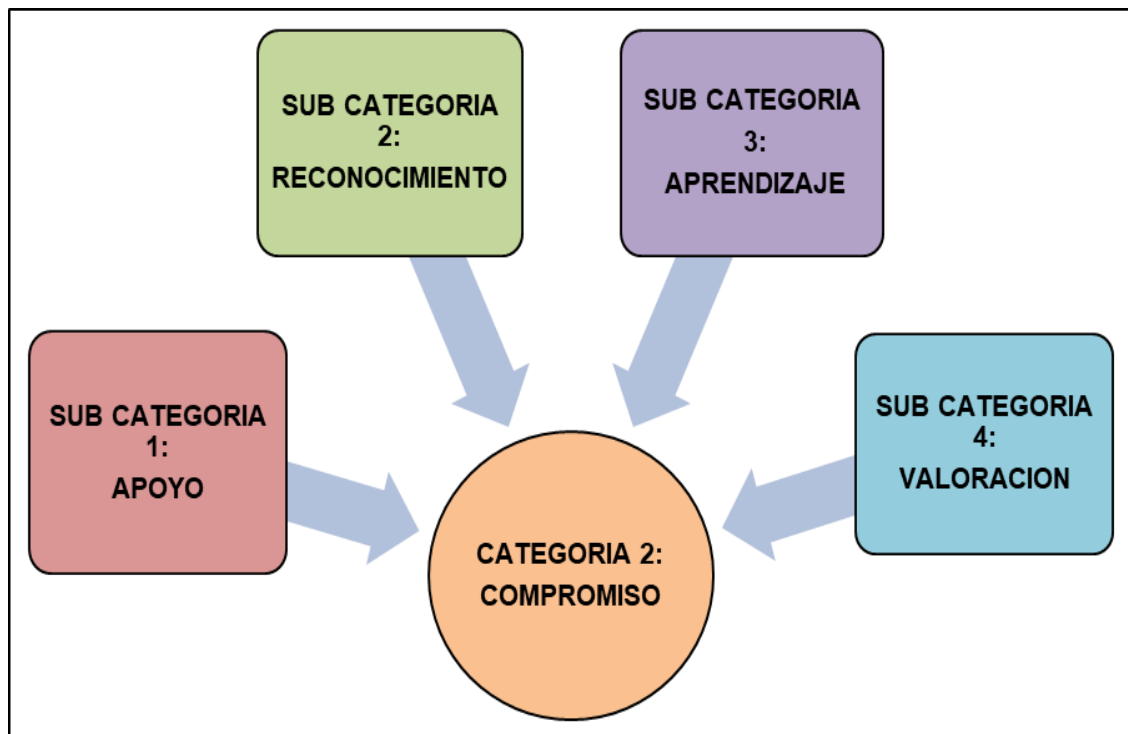 SUB CATEGORIA
1:
APOYO
SUB CATEGORIA
2:
RECONOCIMIENTO
SUB CATEGORIA
3:
APRENDIZAJE
SUB CATEGORIA
4:
VALORACION
CATEGORIA 2:
COMPROMISO